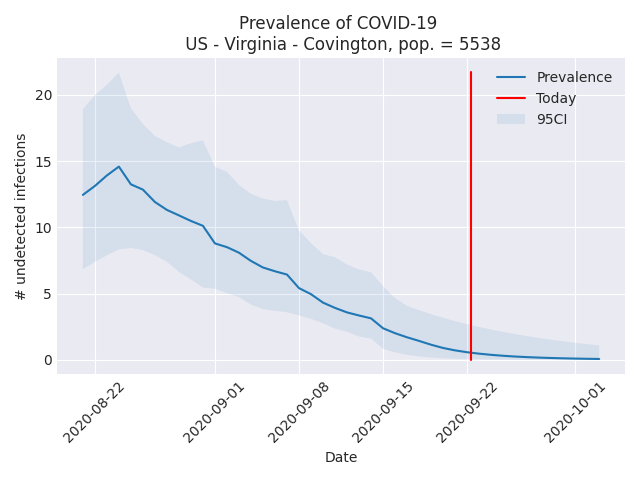 Prevalence of COVID-19
US - Virginia - Covington, pop. = 5538
# undetected infections
20
15
10
5
0
Prevalence
Today
95CI
2020-08-22
2020-09-01
2020-09-08
2020-09-15
2020-09-22
2020-10-01
Date